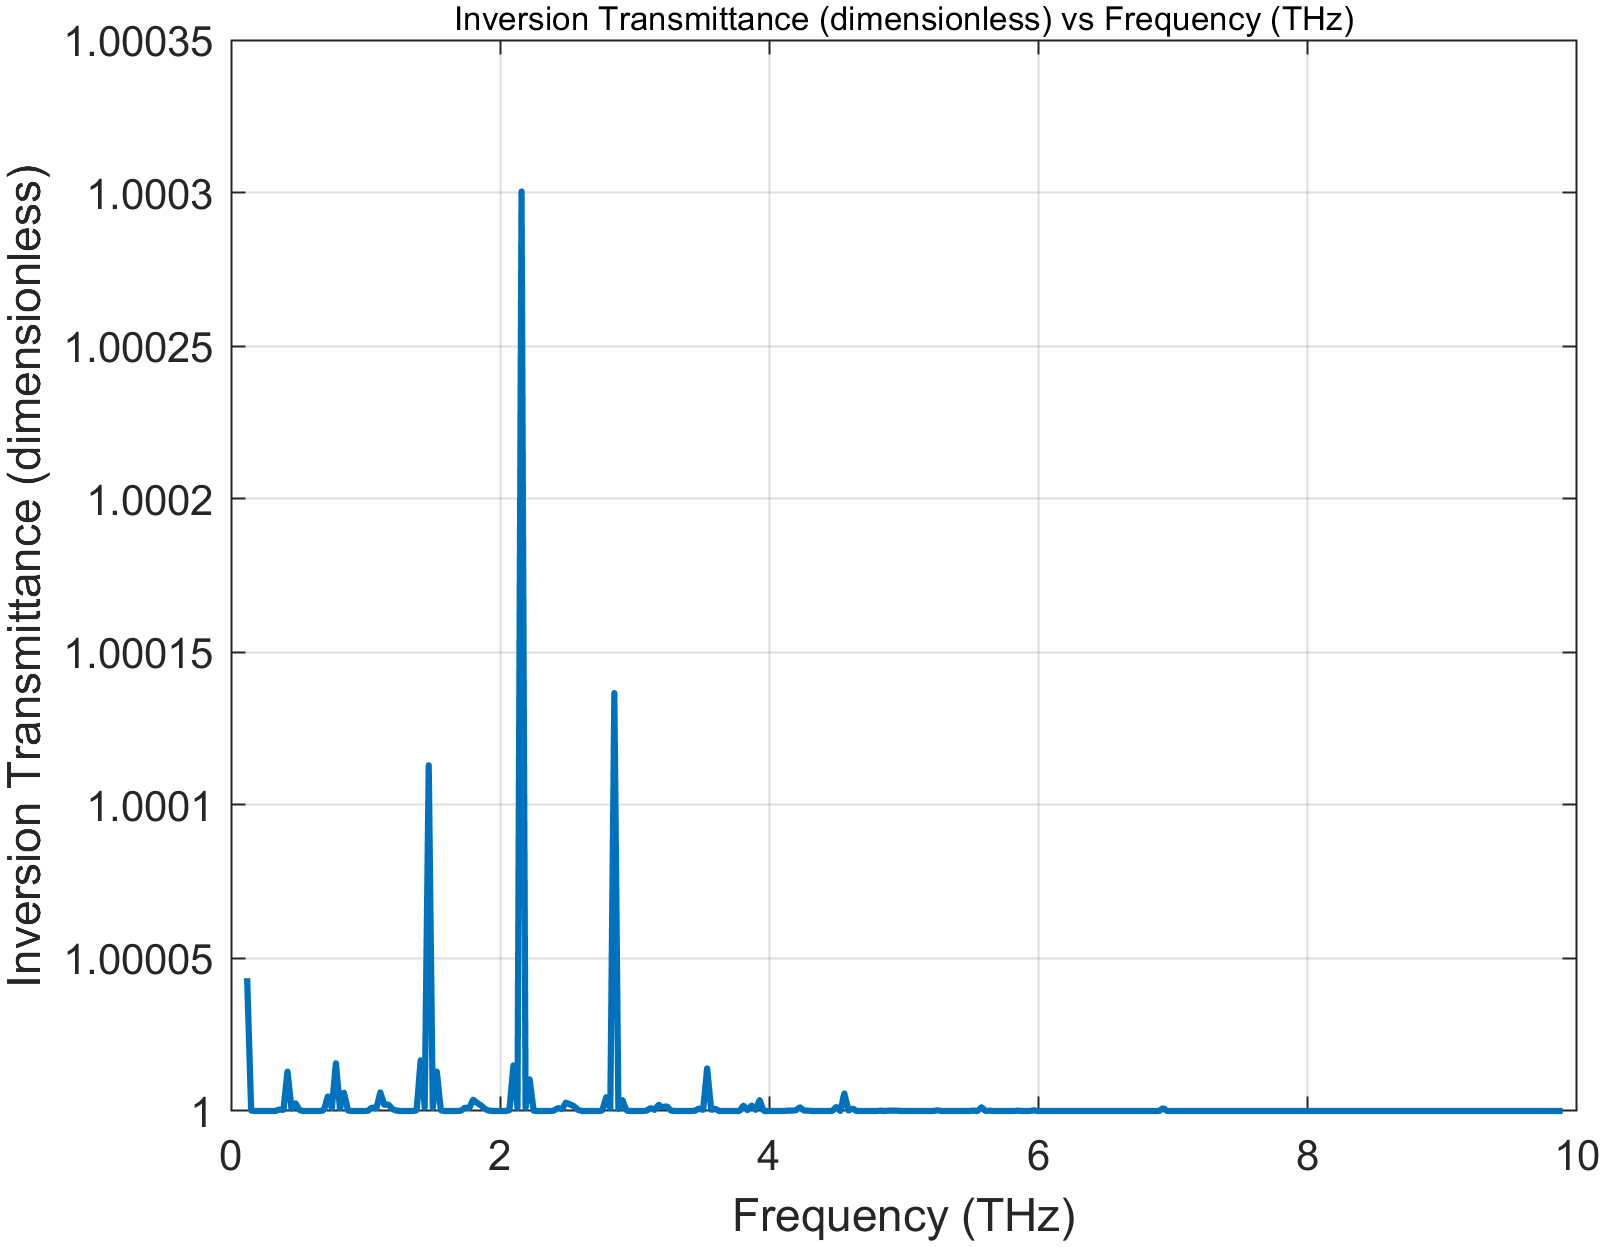 Inversion Transmittance (dimensionless) vs Frequency (THz)
Inversion Transmittance (dimensionless)
1.00035
1.0003
1.00025
1.0002
1.00015
1.0001
1.00005
1
0 2 4 6 8 10
Frequency (THz)